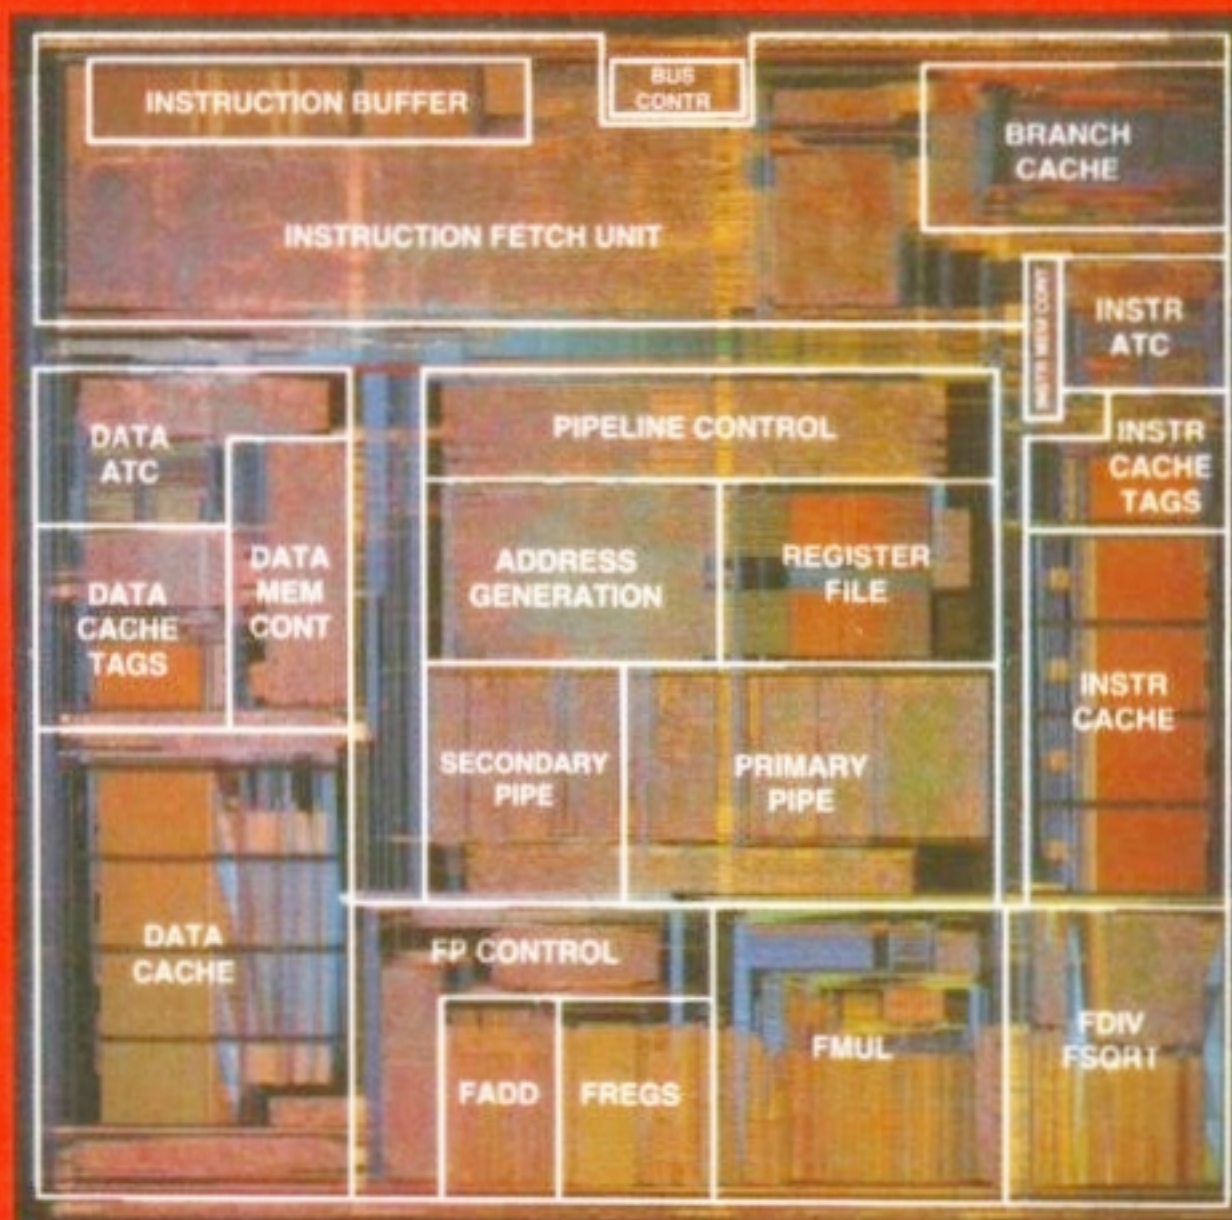 INSTRUCTION BUFFER
BUS
CONTR
BRANCH
CACHE
INSTRUCTION FETCH UNIT
INSTR MEM CONT
INSTR
ATC
DATA
ATC
PIPELINE CONTROL
INSTR
CACHE
TAGS
DATA
CACHE
TAGS
DATA
MEM
CONT
ADDRESS
GENERATION
REGISTER
FILE
INSTR
CACHE
SECONDARY
PIPE
PRIMARY
PIPE
DATA
CACHE
FP CONTROL
FADD
FREGS
FMUL
FDIV
FSQRT